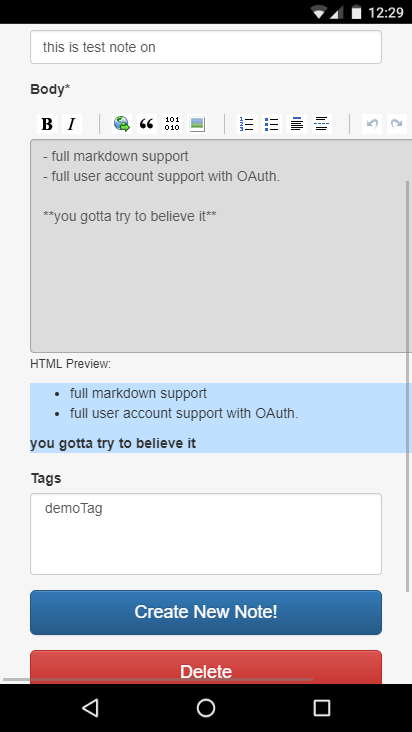 12:29
this is test note on
Body*
B I 101 010
- full markdown support
- full user account support with OAuth.
**you gotta try to believe it**
HTML Preview:
• full markdown support
• full user account support with OAuth.
you gotta try to believe it
Tags
demoTag
Create New Note!
Delete